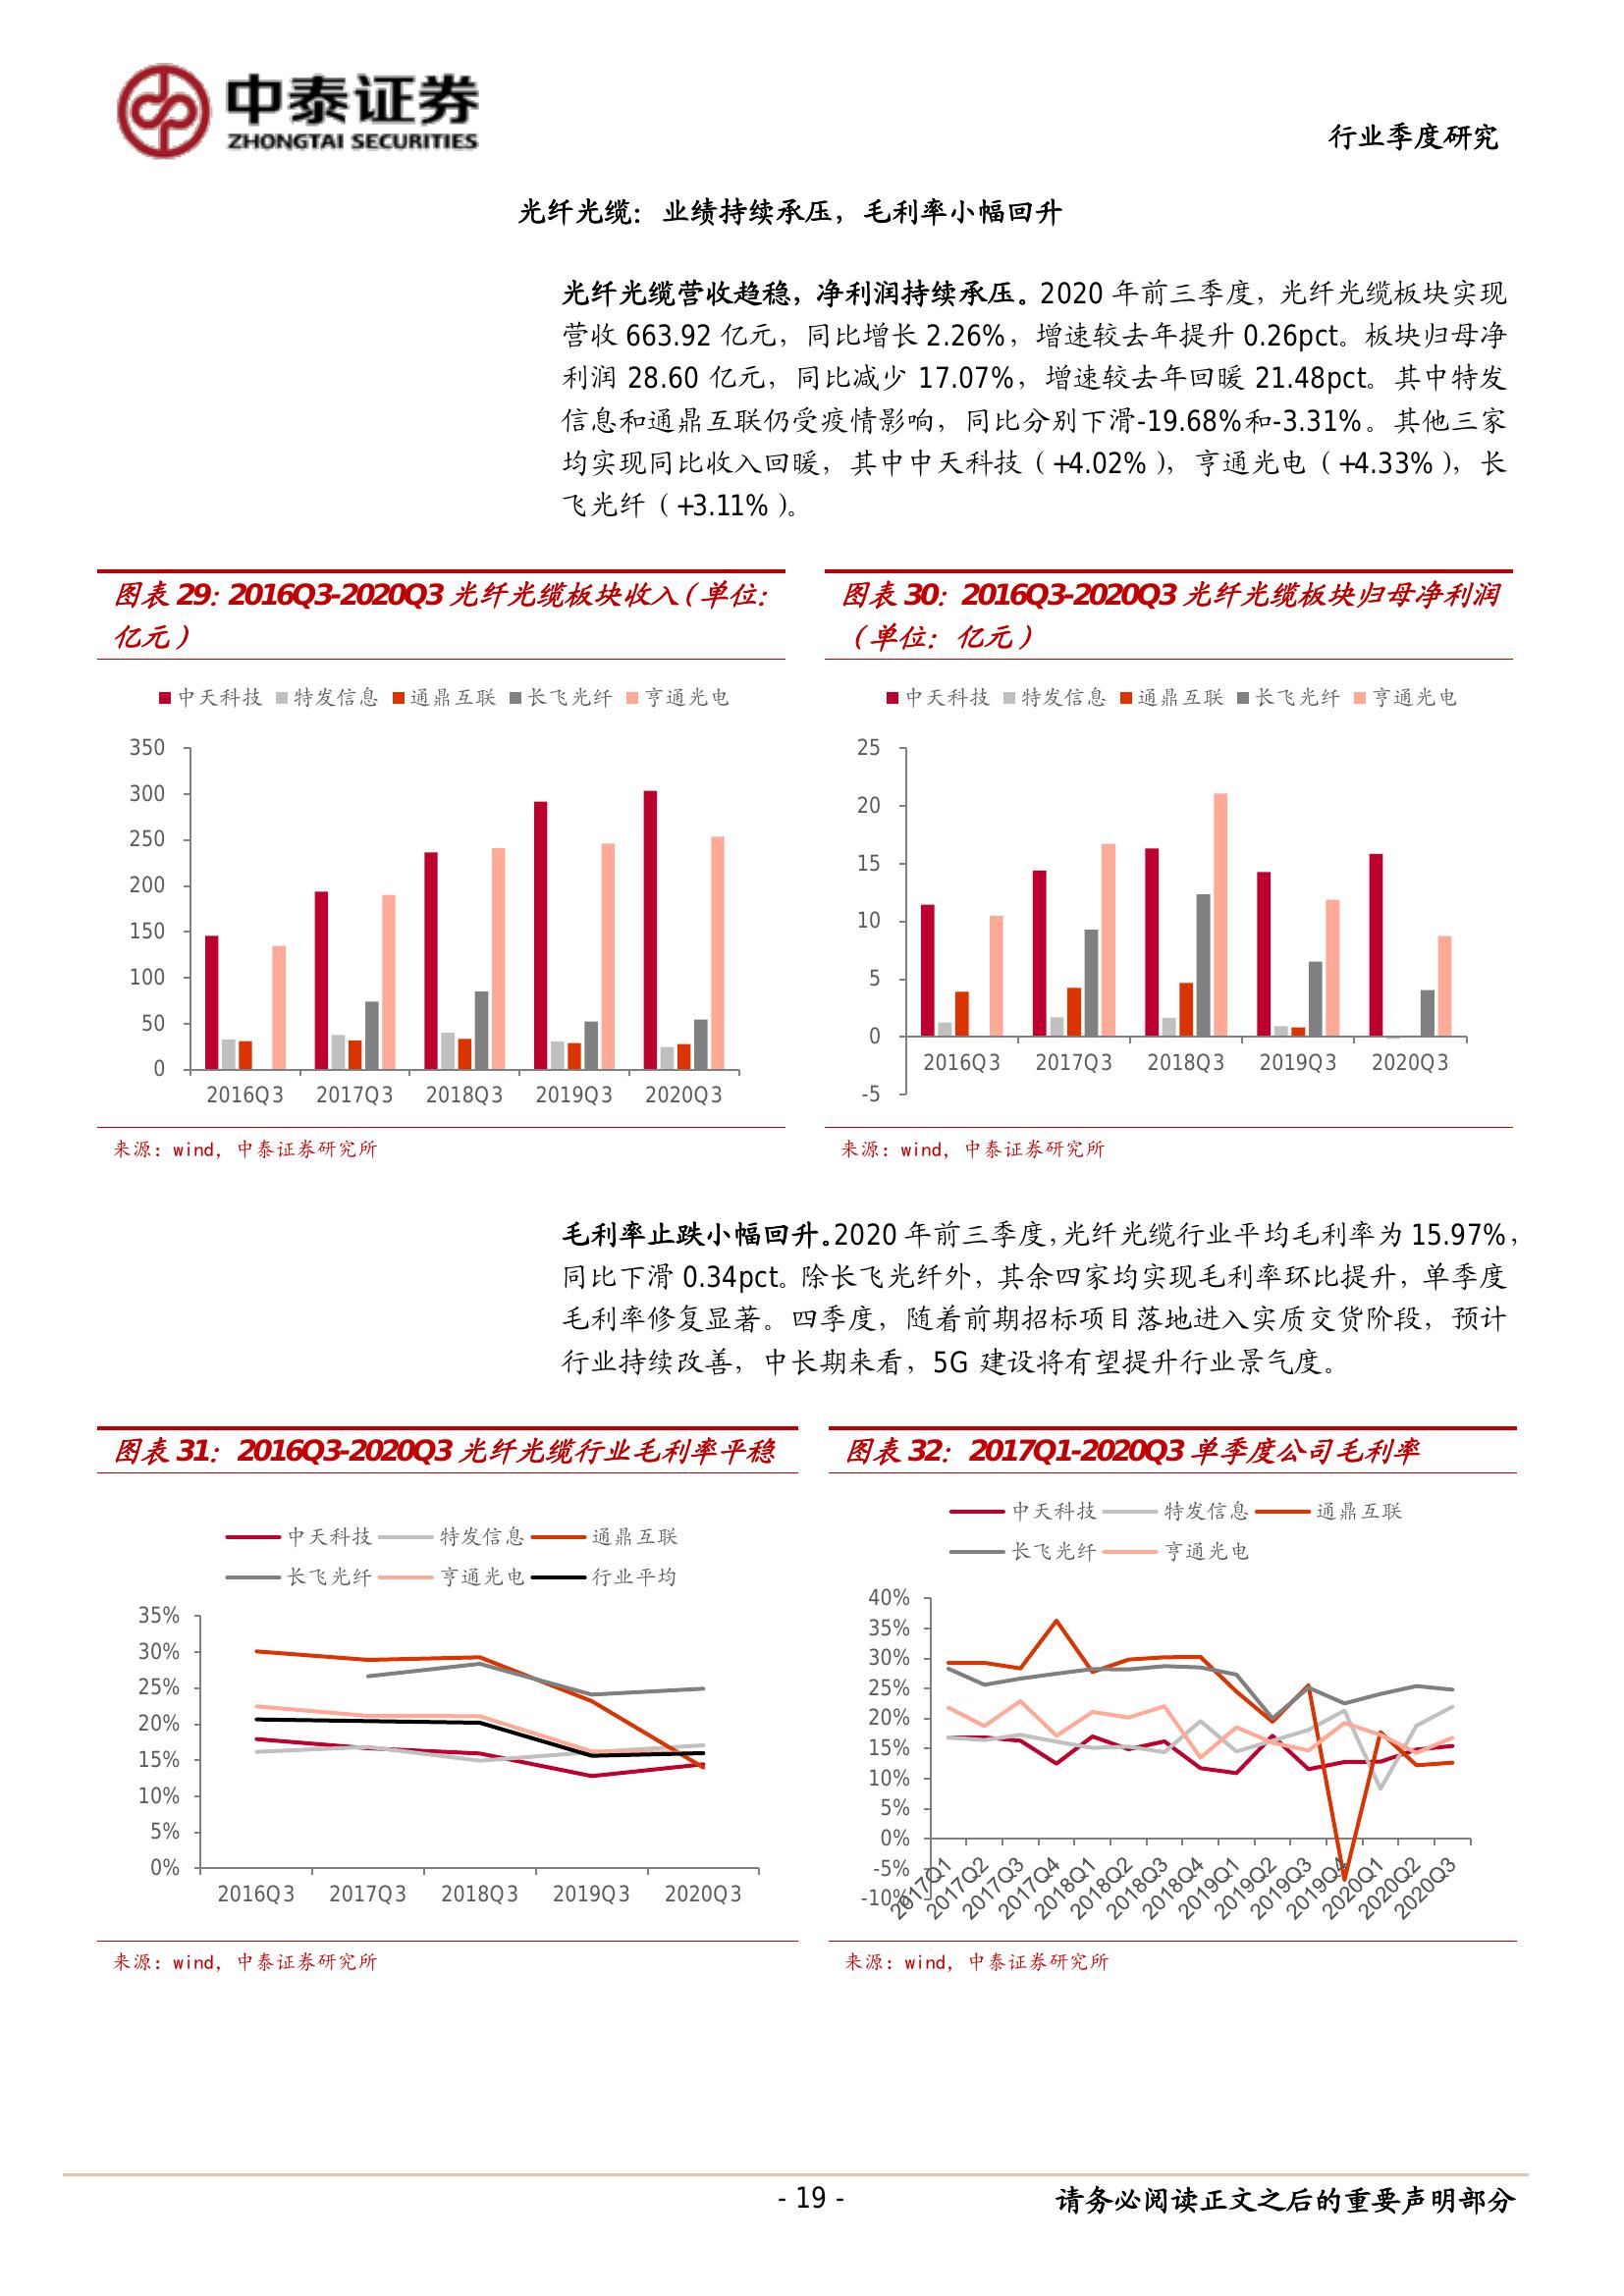 中泰证券
ZHONGTAI SECURITIES
行业季度研究
光纤光缆：业绩持续承压，毛利率小幅回升
光纤光缆营收趋稳，净利润持续承压。2020 年前三季度，光纤光缆板块实现
营收 663.92 亿元，同比增长 2.26%，增速较去年提升 0.26pct。板块归母净
利润 28.60 亿元，同比减少 17.07%，增速较去年回暖 21.48pct。其中特发
信息和通鼎互联仍受疫情影响，同比分别下滑-19.68%和-3.31%。其他三家
均实现同比收入回暖，其中中天科技（+4.02%），亨通光电（+4.33%），长
飞光纤（+3.11%）。
图表 29：2016Q3-2020Q3 光纤光缆板块收入（单位：
亿元）
中天科技 特发信息 通鼎互联 长飞光纤 亨通光电
350
300
250
200
150
100
50
0
2016Q3 2017Q3 2018Q3 2019Q3 2020Q3
来源：wind，中泰证券研究所
图表 30：2016Q3-2020Q3 光纤光缆板块归母净利润
（单位：亿元）
中天科技 特发信息 通鼎互联 长飞光纤 亨通光电
25
20
15
10
5
0
-5
2016Q3 2017Q3 2018Q3 2019Q3 2020Q3
来源：wind，中泰证券研究所
毛利率止跌小幅回升。2020 年前三季度，光纤光缆行业平均毛利率为 15.97%，
同比下滑 0.34pct。除长飞光纤外，其余四家均实现毛利率环比提升，单季度
毛利率修复显著。四季度，随着前期招标项目落地进入实质交货阶段，预计
行业持续改善，中长期来看，5G 建设将有望提升行业景气度。
图表 31：2016Q3-2020Q3 光纤光缆行业毛利率平稳
中天科技 特发信息 通鼎互联
长飞光纤 亨通光电 行业平均
35%
30%
25%
20%
15%
10%
5%
0%
2016Q3 2017Q3 2018Q3 2019Q3 2020Q3
来源：wind，中泰证券研究所
图表 32：2017Q1-2020Q3 单季度公司毛利率
中天科技 特发信息 通鼎互联
长飞光纤 亨通光电
40%
35%
30%
25%
20%
15%
10%
5%
0%
-5%
-10%
2017Q1 2017Q2 2017Q3 2017Q4 2018Q1 2018Q2 2018Q3 2018Q4 2019Q1 2019Q2 2019Q3 2019Q4 2020Q1 2020Q2 2020Q3
来源：wind，中泰证券研究所
- 19 -
请务必阅读正文之后的重要声明部分